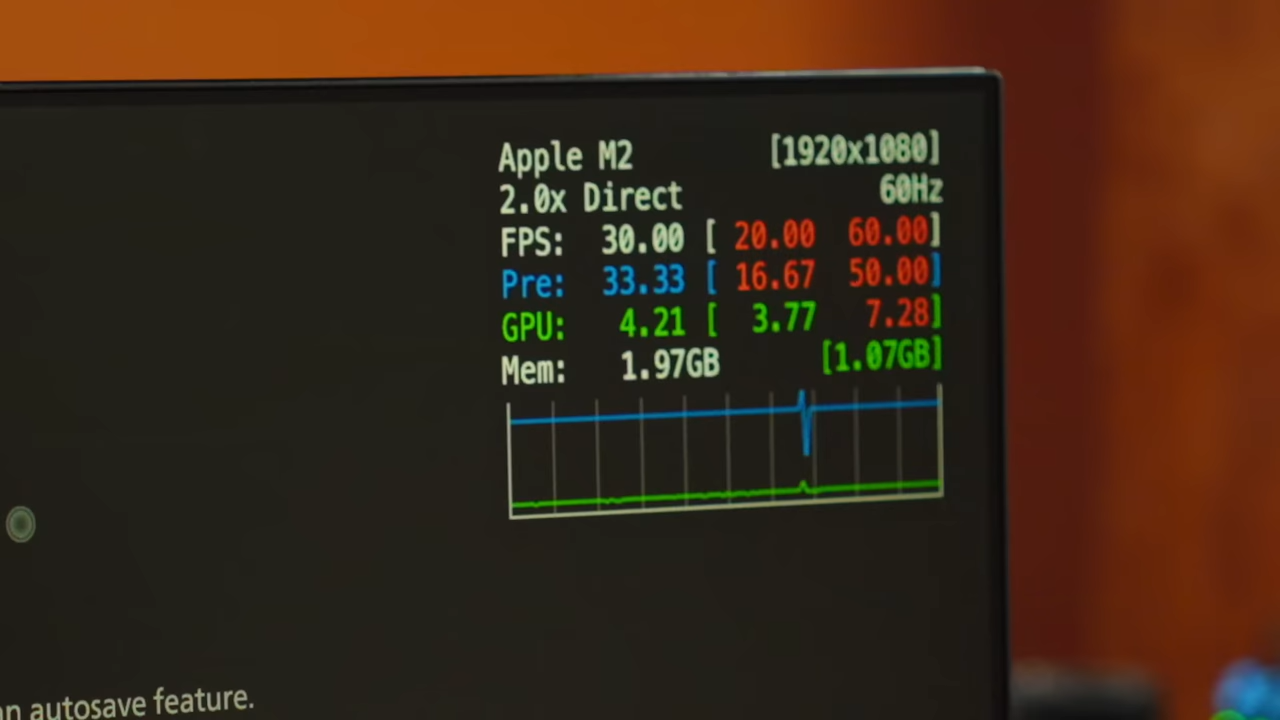 Apple M2 [1920x1080]
2.0x Direct 60Hz
FPS: 30.00 [ 20.00 60.00]
Pre: 33.33 [ 16.67 50.00]
GPU: 4.21 [ 3.77 7.28]
Mem: 1.97GB [1.07GB]
an autosave feature.